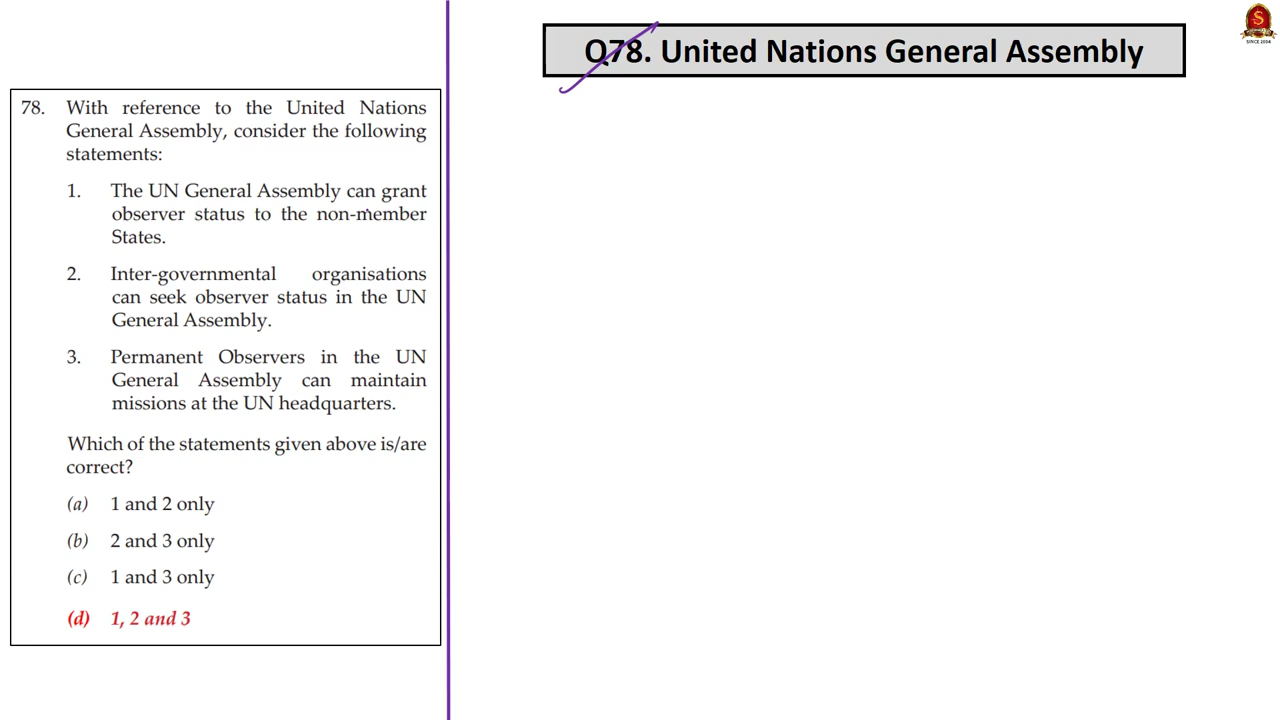 Q78. United Nations General Assembly
S
SINCE 2004
78. With reference to the United Nations
General Assembly, consider the following
statements:
1. The UN General Assembly can grant
observer status to the non-member
States.
2. Inter-governmental organisations
can seek observer status in the UN
General Assembly.
3. Permanent Observers in the UN
General Assembly can maintain
missions at the UN headquarters.
Which of the statements given above is/are
correct?
(a) 1 and 2 only
(b) 2 and 3 only
(c) 1 and 3 only
(d) 1, 2 and 3